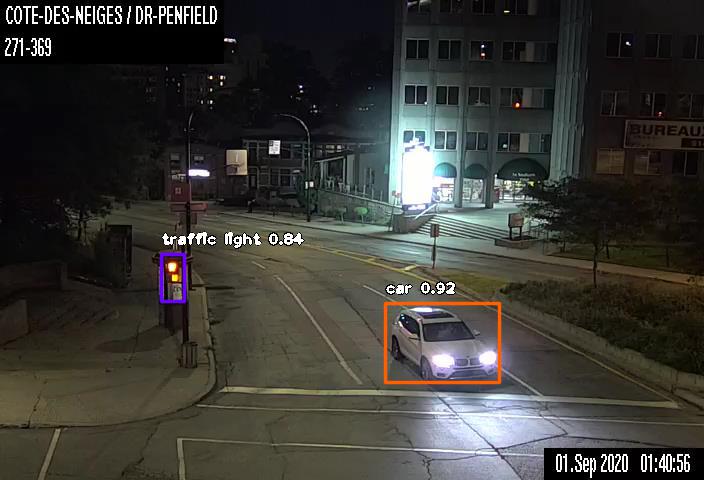 COTE-DES-NEIGES / DR-PENFIELD
271-369
traffic light 0.84
car 0.92
BUREAUX
01.Sep 2020 01:40:56